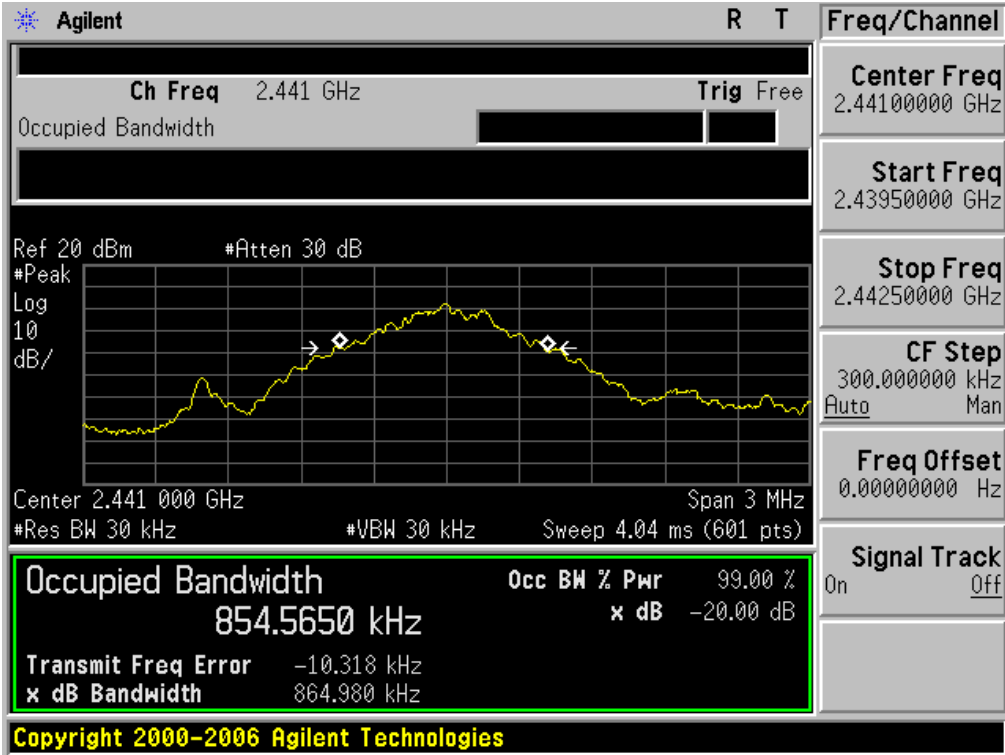 Agilent R T Freq/Channel
Ch Freq 2.441 GHz Trig Free
Occupied Bandwidth
Center Freq
2.44100000 GHz
Start Freq
2.43950000 GHz
Stop Freq
2.44250000 GHz
CF Step
300.000000 kHz
Auto Man
Freq Offset
0.00000000 Hz
Signal Track
On Off
Ref 20 dBm #Atten 30 dB
#Peak
Log
10
dB/
Center 2.441 000 GHz Span 3 MHz
#Res BW 30 kHz #VBW 30 kHz Sweep 4.04 ms (601 pts)
Occupied Bandwidth Occ BW % Pwr 99.00 %
854.5650 kHz x dB -20.00 dB
Transmit Freq Error -10.318 kHz
x dB Bandwidth 864.980 kHz
Copyright 2000-2006 Agilent Technologies